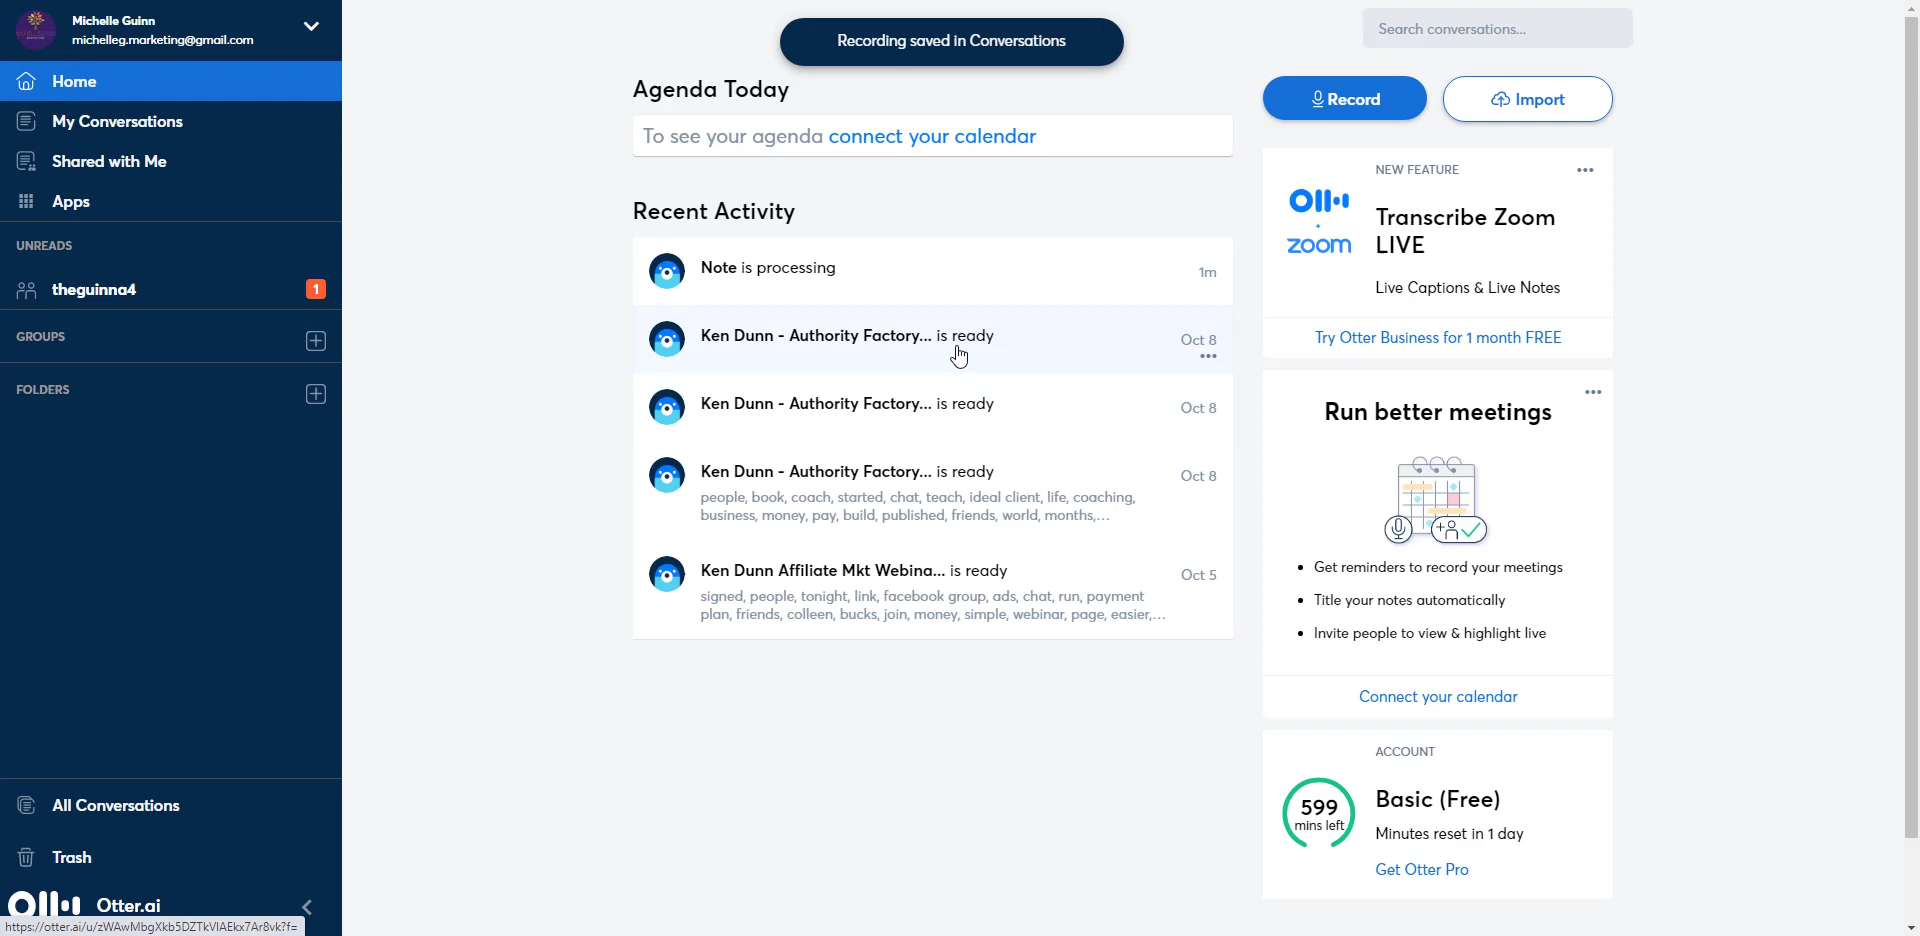 Michelle Guinn
michelleg.marketing@gmail.com
Home
My Conversations
Shared with Me
Apps
UNREADS
theguinna4
1
GROUPS
FOLDERS
All Conversations
Trash
Otter.ai
https://otter.ai/u/zWAwMbgXkb5DZTkVlAEkx7Ar8vk?f=
Recording saved in Conversations
Agenda Today
To see your agenda connect your calendar
Recent Activity
Note is processing
1m
Ken Dunn - Authority Factory... is ready
Oct 8
Ken Dunn - Authority Factory... is ready
Oct 8
Ken Dunn - Authority Factory... is ready
Oct 8
people, book, coach, started, chat, teach, ideal client, life, coaching,
business, money, pay, build, published, friends, world, months,...
Ken Dunn Affiliate Mkt Webina... is ready
Oct 5
signed, people, tonight, link, facebook group, ads, chat, run, payment
plan, friends, colleen, bucks, join, money, simple, webinar, page, easier,...
Search conversations...
Record
Import
NEW FEATURE
zoom
Transcribe Zoom
LIVE
Live Captions & Live Notes
Try Otter Business for 1 month FREE
Run better meetings
• Get reminders to record your meetings
• Title your notes automatically
• Invite people to view & highlight live
Connect your calendar
ACCOUNT
599
mins left
Basic (Free)
Minutes reset in 1 day
Get Otter Pro